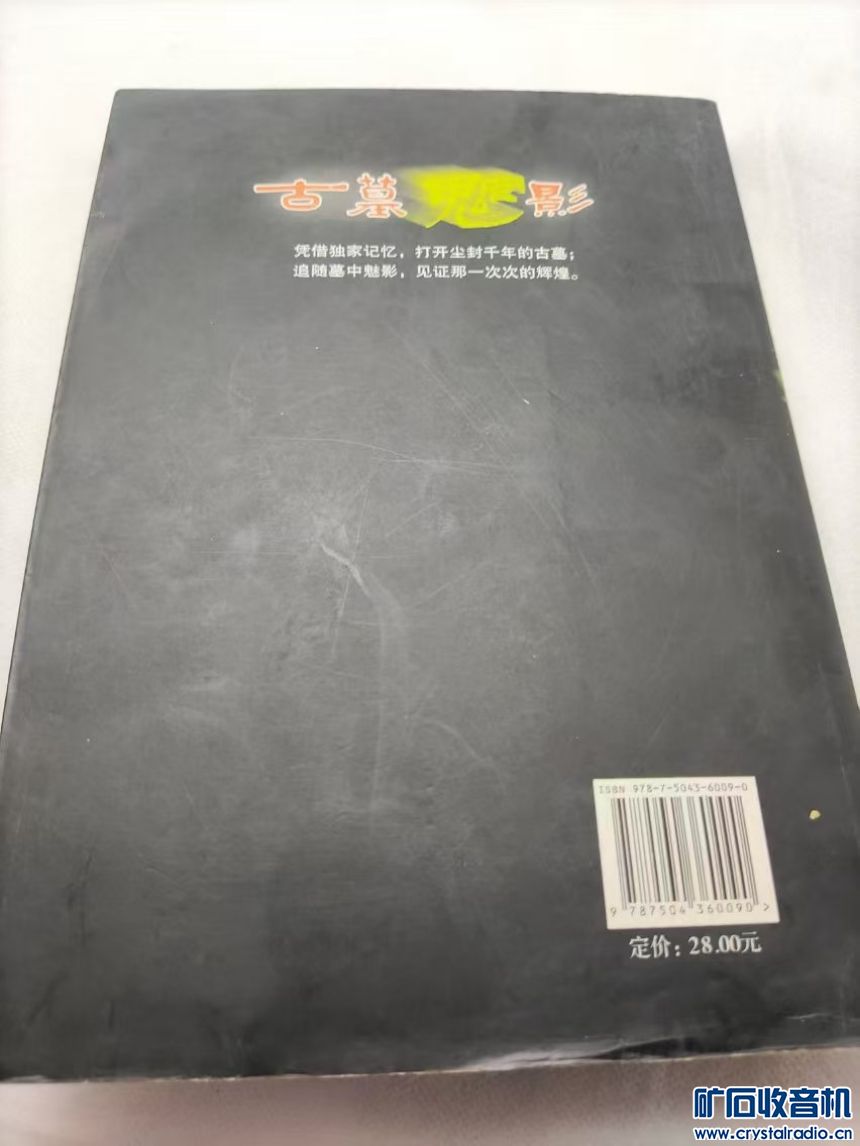 古墓魅影
凭借独家记忆，打开尘封千年的古墓；
追随墓中魅影，见证那一次次的辉煌。
ISBN 978-7-5043-6009-0
9 787504 360090 >
定价：28.00元
矿石收音机
www.crystalradio.cn